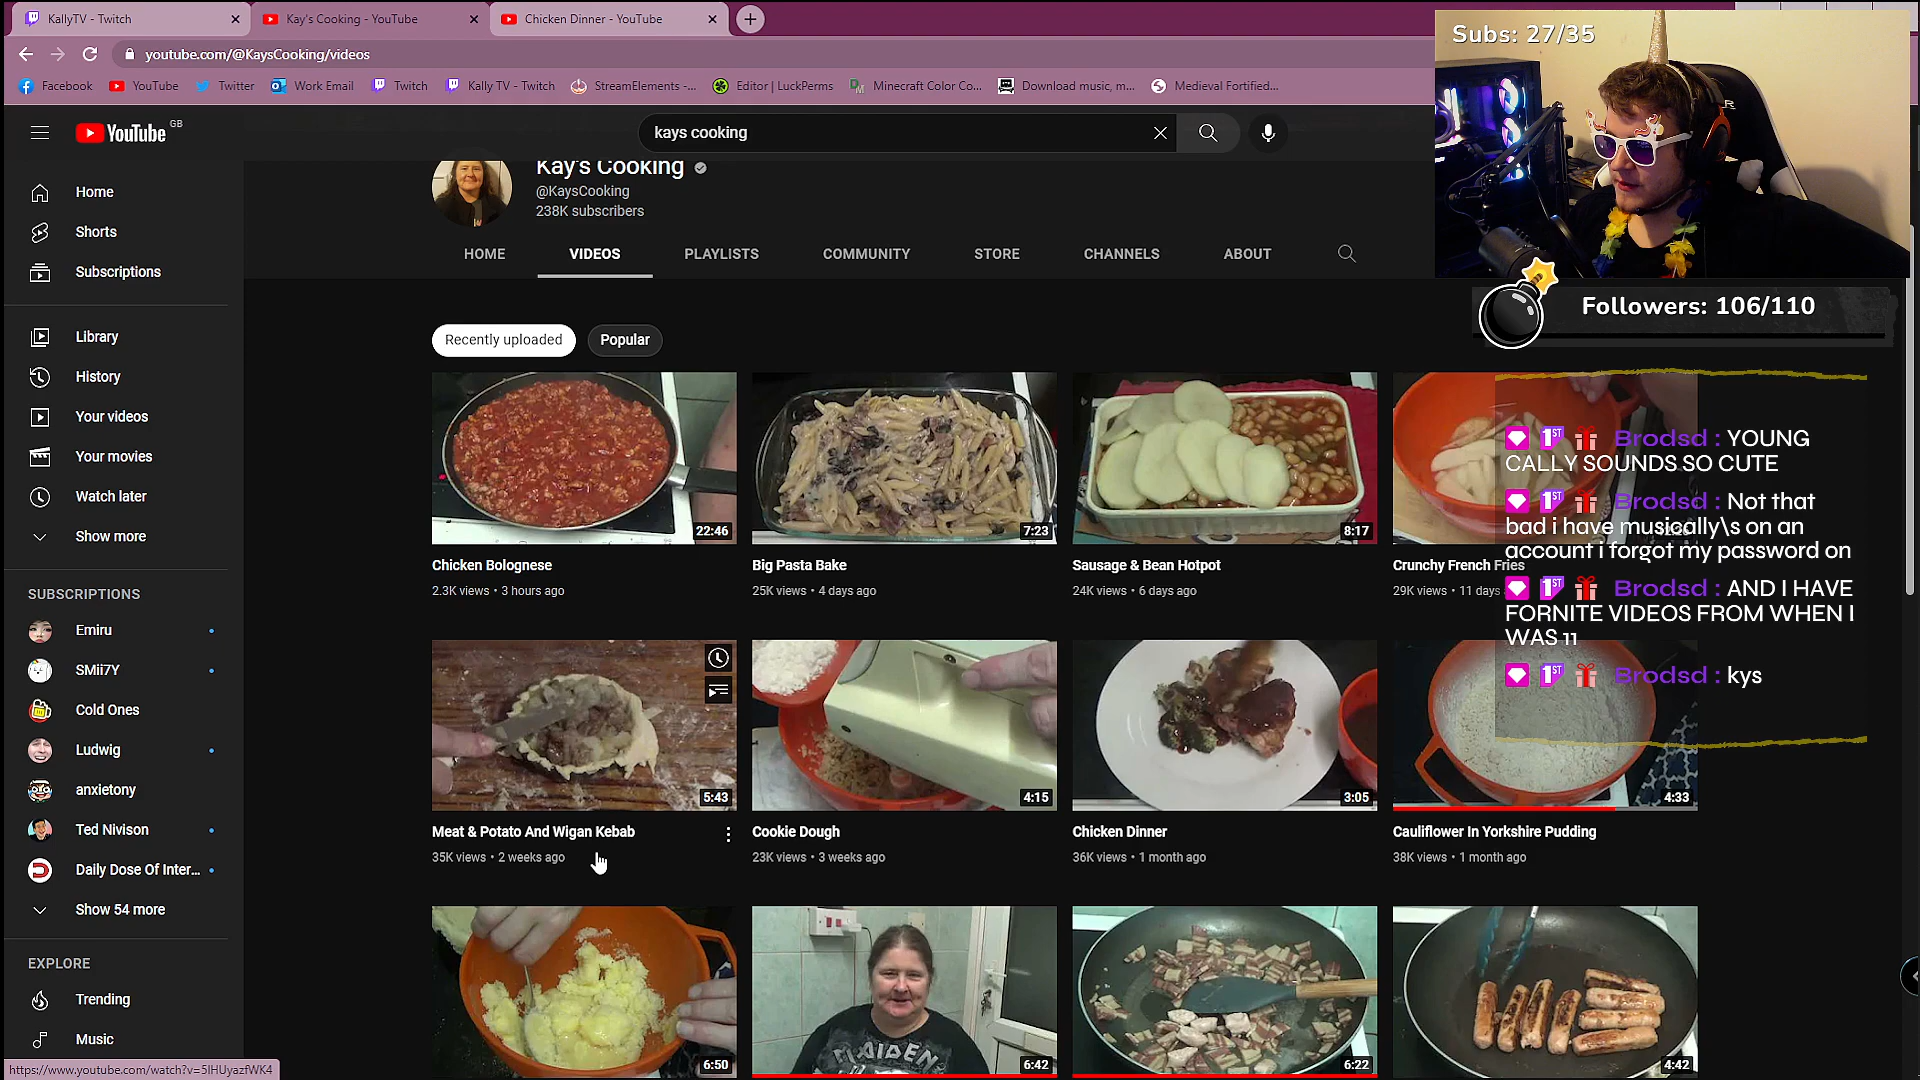 KallyTV - Twitch
Kay's Cooking - YouTube
Chicken Dinner - YouTube
youtube.com/@KaysCooking/videos
Facebook
YouTube
Twitter
Work Email
Twitch
Kally TV - Twitch
StreamElements -...
Editor | LuckPerms
Minecraft Color Co...
Download music, m...
Medieval Fortified...
Subs: 27/35
YouTube GB
kays cooking
Kay's Cooking
@KaysCooking
238K subscribers
HOME
VIDEOS
PLAYLISTS
COMMUNITY
STORE
CHANNELS
ABOUT
Home
Shorts
Subscriptions
Library
History
Your videos
Your movies
Watch later
Show more
SUBSCRIPTIONS
Emiru
SMii7Y
Cold Ones
Ludwig
anxietony
Ted Nivison
Daily Dose Of Inter...
Show 54 more
EXPLORE
Trending
Music
Recently uploaded
Popular
22:46
Chicken Bolognese
2.3K views • 3 hours ago
7:23
Big Pasta Bake
25K views • 4 days ago
8:17
Sausage & Bean Hotpot
24K views • 6 days ago
Crunchy French Fries
29K views • 11 days
5:43
Meat & Potato And Wigan Kebab
35K views • 2 weeks ago
4:15
Cookie Dough
23K views • 3 weeks ago
3:05
Chicken Dinner
36K views • 1 month ago
4:33
Cauliflower In Yorkshire Pudding
38K views • 1 month ago
6:50
6:42
6:22
4:42
Followers: 106/110
1ST Brodsd : YOUNG
CALLY SOUNDS SO CUTE
1ST Brodsd : Not that
bad i have musically\s on an
account i forgot my password on
1ST Brodsd : AND I HAVE
FORNITE VIDEOS FROM WHEN I
WAS 11
1ST Brodsd : kys
https://www.youtube.com/watch?v=5IHUyazfWK4